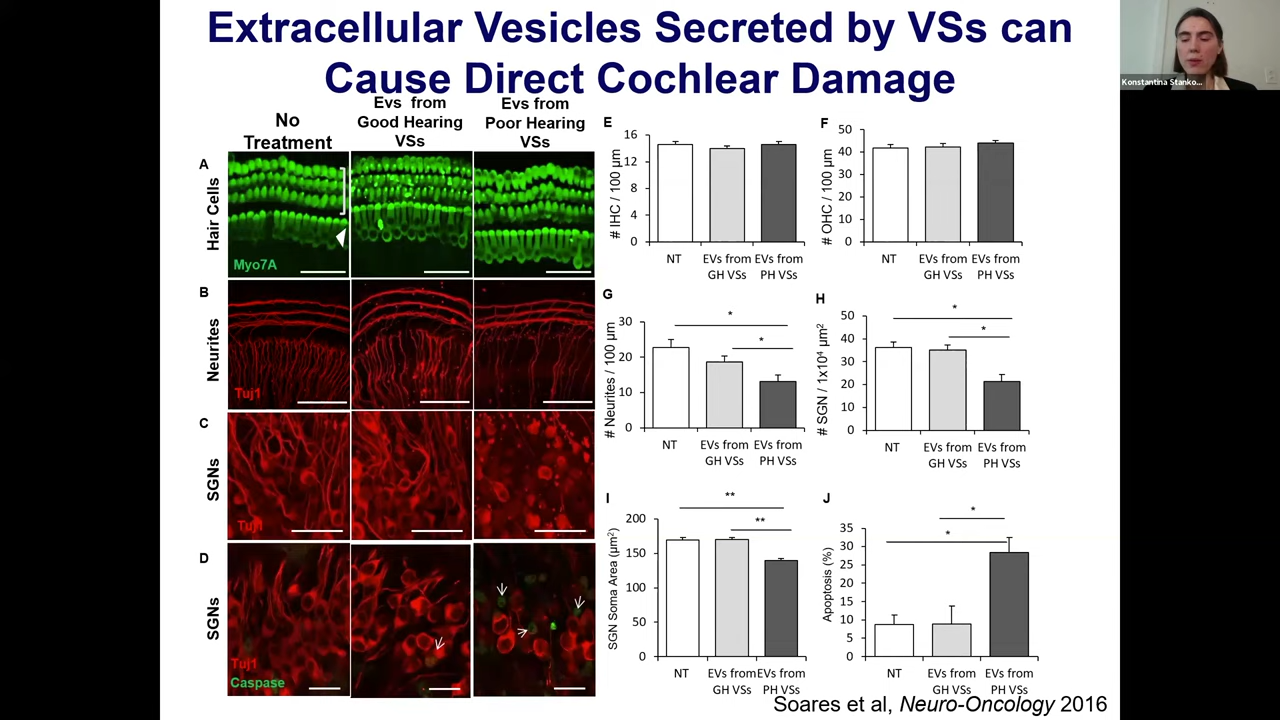 Extracellular Vesicles Secreted by VSs can
Cause Direct Cochlear Damage
Konstantina Stanko...
No
Treatment
Evs from
Good Hearing
VSs
Evs from
Poor Hearing
VSs
A
Hair Cells
Myo7A
B
Neurites
Tuj1
C
SGNs
Tuj1
D
SGNs
Tuj1
Caspase
E
# IHC / 100 µm
16
12
8
4
0
NT
EVs from
GH VSs
EVs from
PH VSs
F
# OHC / 100 µm
50
40
30
20
10
0
NT
EVs from
GH VSs
EVs from
PH VSs
G
# Neurites / 100 µm
30
20
10
0
*
*
NT
EVs from
GH VSs
EVs from
PH VSs
H
# SGN / 1x10⁴ µm²
50
40
30
20
10
0
*
*
NT
EVs from
GH VSs
EVs from
PH VSs
I
SGN Soma Area (µm²)
200
150
100
50
0
**
**
NT
EVs from
GH VSs
EVs from
PH VSs
J
Apoptosis (%)
35
30
25
20
15
10
5
0
*
*
NT
EVs from
GH VSs
EVs from
PH VSs
Soares et al, Neuro-Oncology 2016